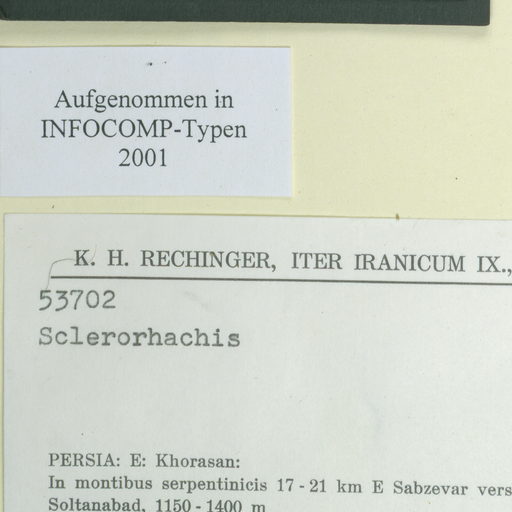 Aufgenommen in
INFOCOMP-Typen
2001
K. H. RECHINGER, ITER IRANICUM IX.,
53702
Sclerorhachis
PERSIA: E: Khorasan:
In montibus serpentinicis 17 - 21 km E Sabzevar vers
Soltanabad, 1150 - 1400 m